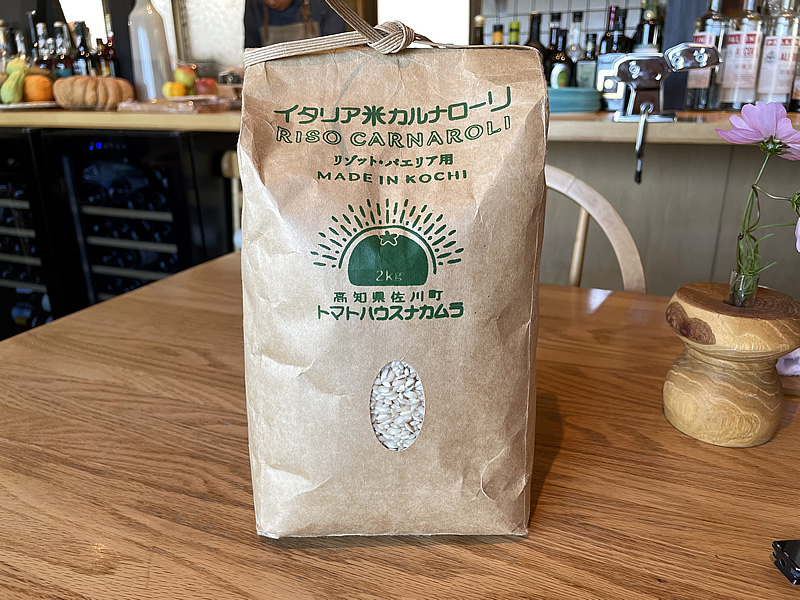 イタリア米カルナローリ
RISO CARNAROLI
リゾット・パエリア用
MADE IN KOCHI
2kg
高知県佐川町
トマトハウスナカムラ